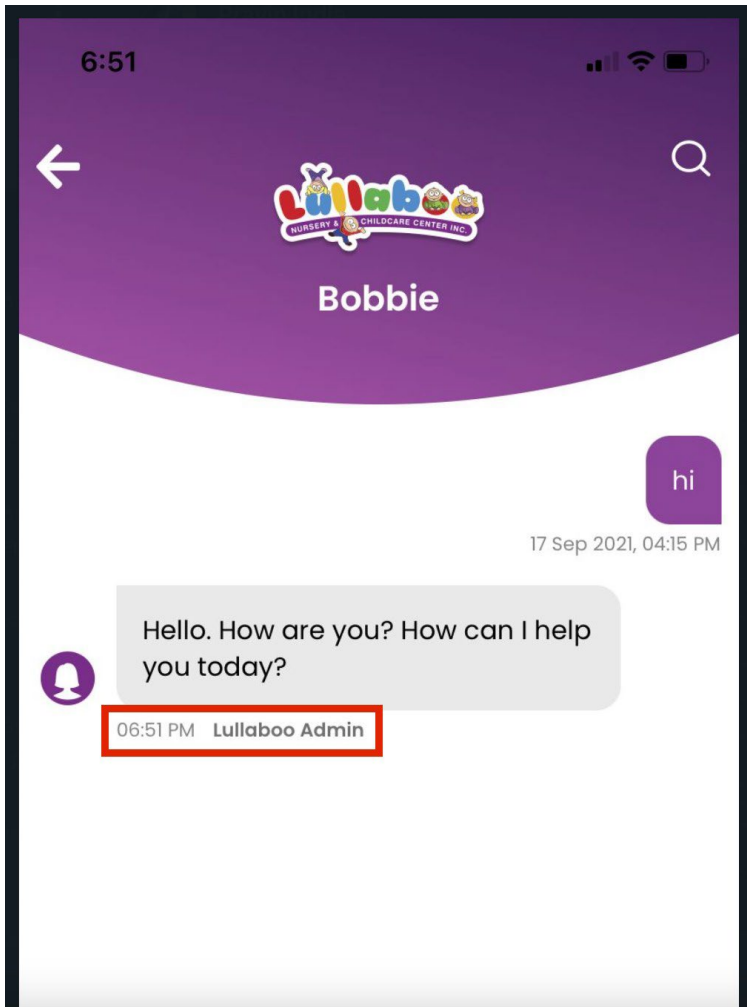 6:51
Lullaboo
NURSERY & CHILDCARE CENTER INC.
Bobbie
hi
17 Sep 2021, 04:15 PM
Hello. How are you? How can I help
you today?
06:51 PM Lullaboo Admin